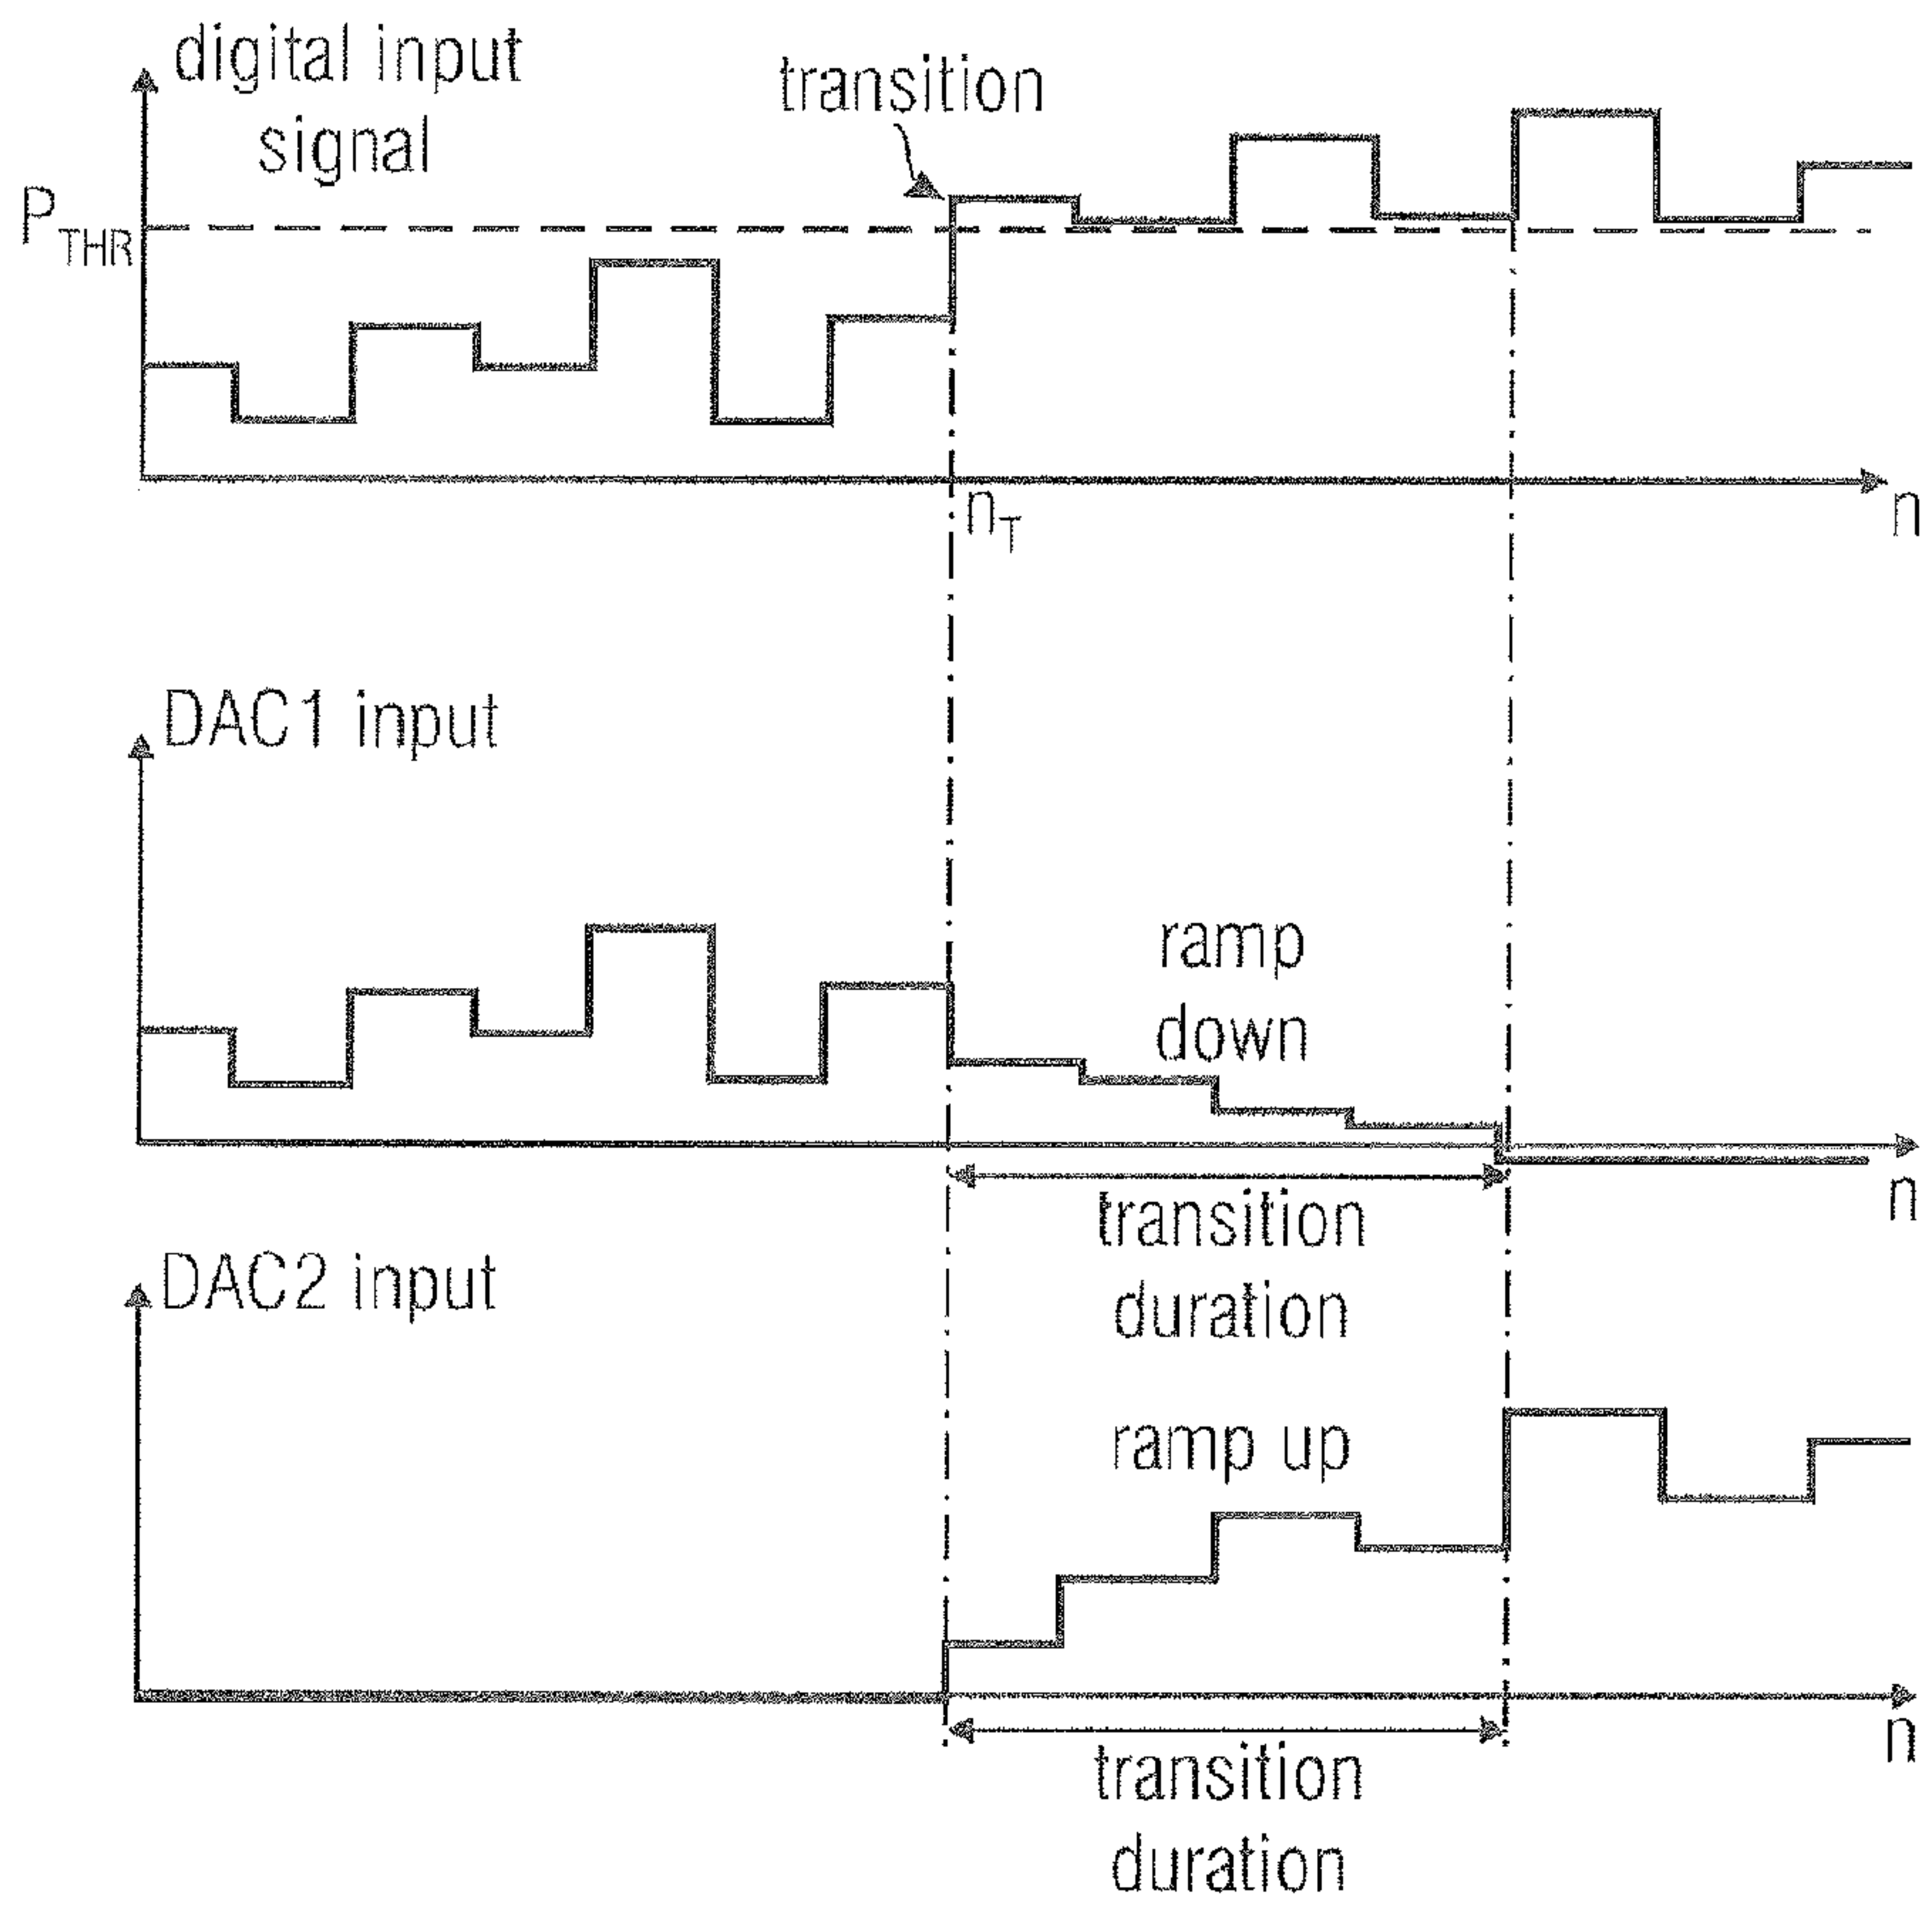 digital input
signal
transition
P_THR
n_T
n
DAC1 input
ramp
down
n
transition
duration
DAC2 input
ramp up
n
transition
duration